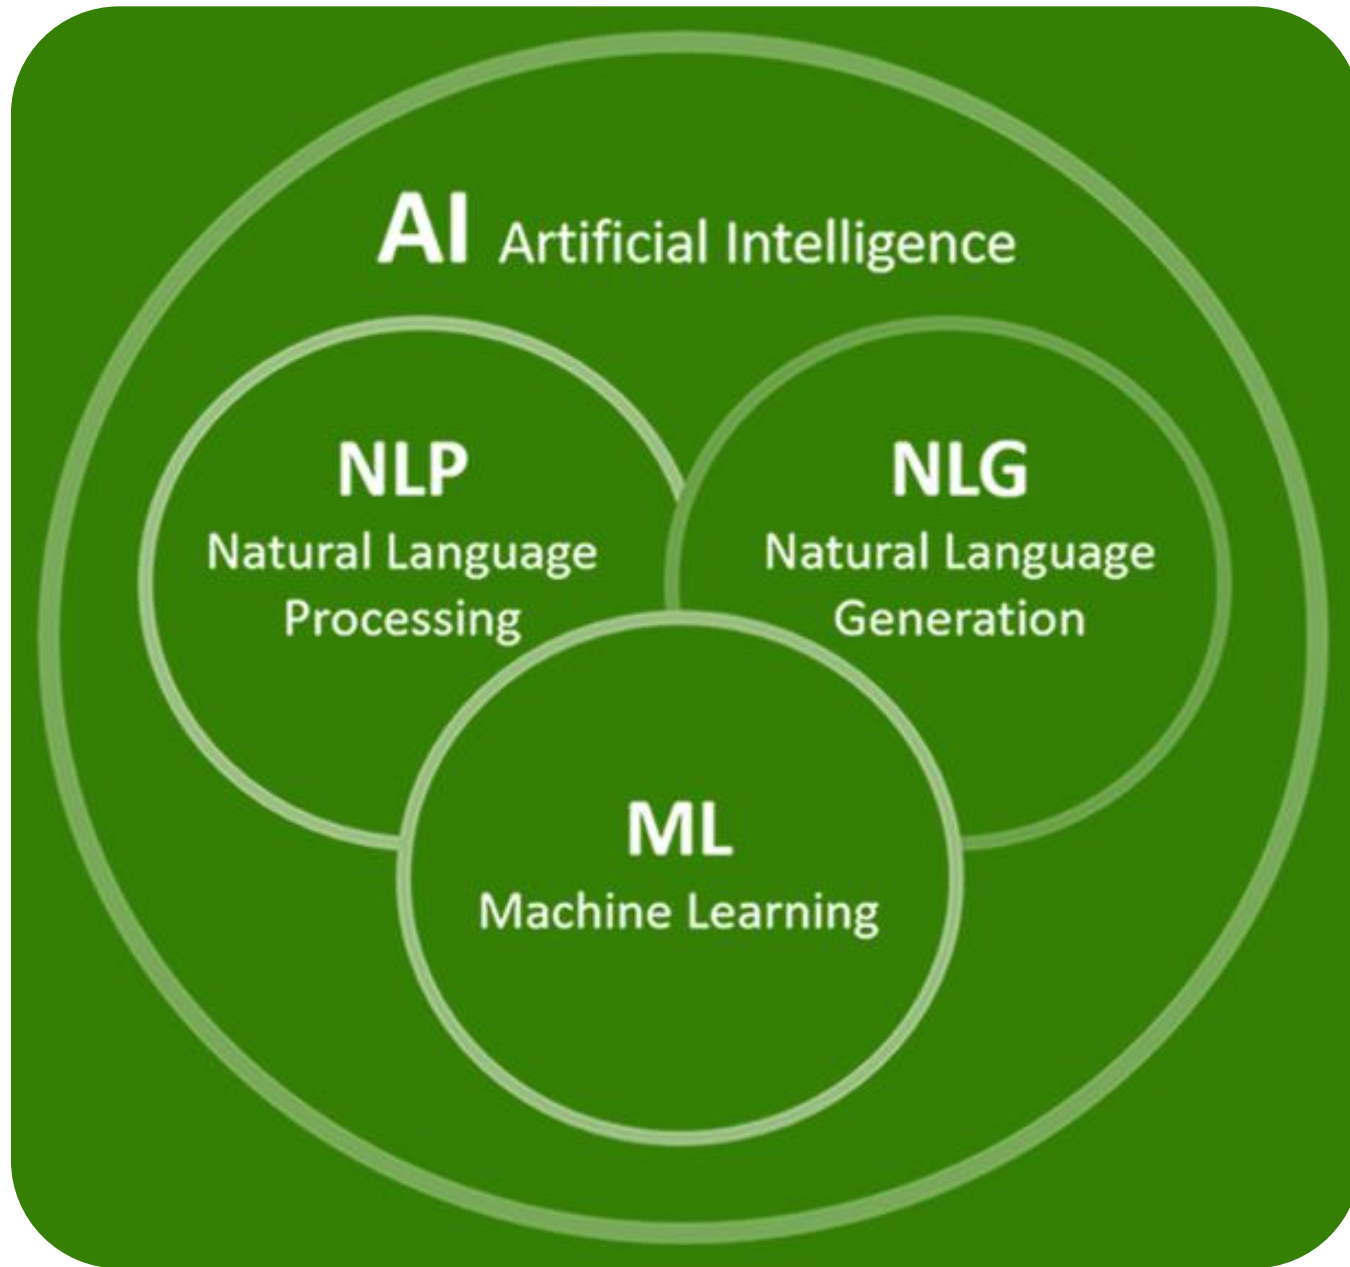 AI Artificial Intelligence
NLP
Natural Language
Processing
NLG
Natural Language
Generation
ML
Machine Learning